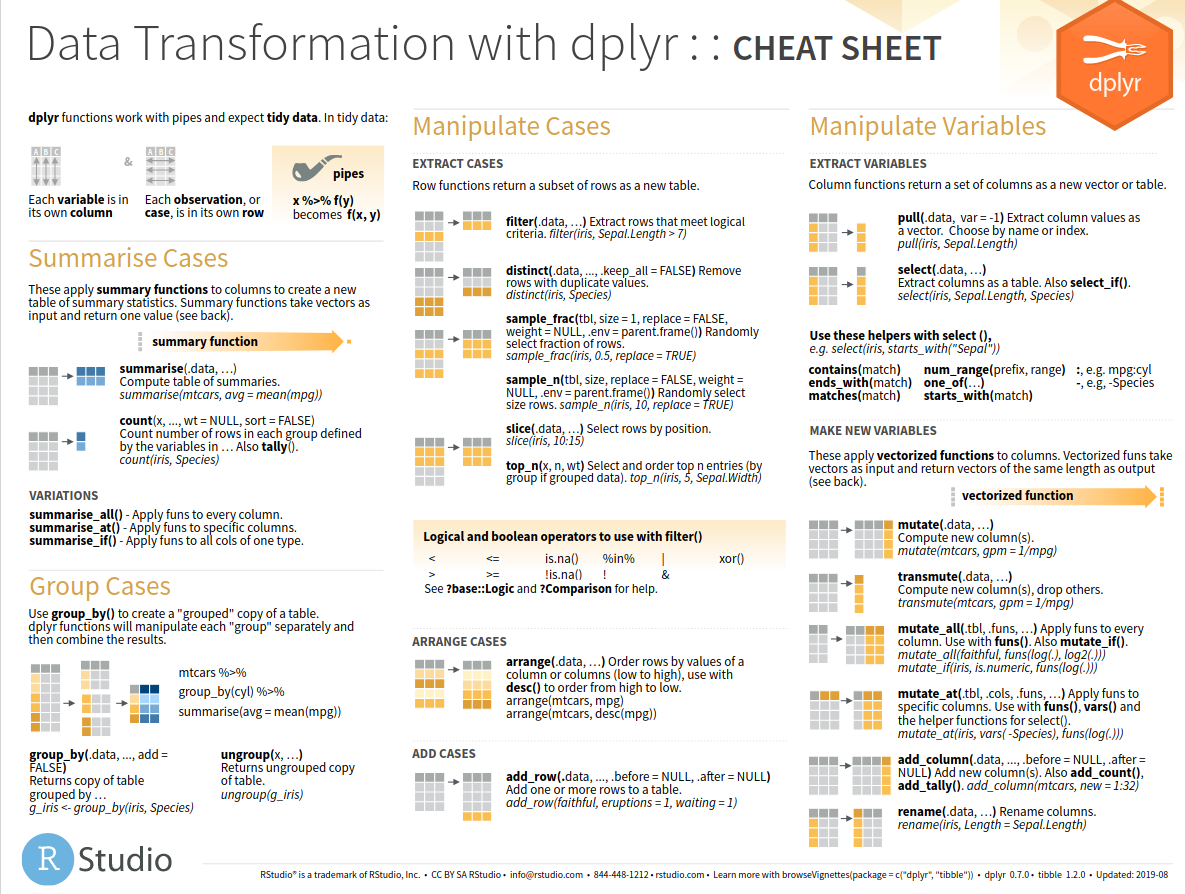 Data Transformation with dplyr : : CHEAT SHEET
dplyr
dplyr functions work with pipes and expect tidy data. In tidy data:
A B C
&
A B C
pipes
Each variable is in
its own column
Each observation, or
case, is in its own row
x %>% f(y)
becomes f(x, y)
Summarise Cases
These apply summary functions to columns to create a new
table of summary statistics. Summary functions take vectors as
input and return one value (see back).
summary function
summarise(.data, …)
Compute table of summaries.
summarise(mtcars, avg = mean(mpg))
count(x, ..., wt = NULL, sort = FALSE)
Count number of rows in each group defined
by the variables in … Also tally().
count(iris, Species)
VARIATIONS
summarise_all() - Apply funs to every column.
summarise_at() - Apply funs to specific columns.
summarise_if() - Apply funs to all cols of one type.
Group Cases
Use group_by() to create a "grouped" copy of a table.
dplyr functions will manipulate each "group" separately and
then combine the results.
mtcars %>%
group_by(cyl) %>%
summarise(avg = mean(mpg))
group_by(.data, ..., add =
FALSE)
Returns copy of table
grouped by …
g_iris <- group_by(iris, Species)
ungroup(x, …)
Returns ungrouped copy
of table.
ungroup(g_iris)
Manipulate Cases
EXTRACT CASES
Row functions return a subset of rows as a new table.
filter(.data, …) Extract rows that meet logical
criteria. filter(iris, Sepal.Length > 7)
distinct(.data, ..., .keep_all = FALSE) Remove
rows with duplicate values.
distinct(iris, Species)
sample_frac(tbl, size = 1, replace = FALSE,
weight = NULL, .env = parent.frame()) Randomly
select fraction of rows.
sample_frac(iris, 0.5, replace = TRUE)
sample_n(tbl, size, replace = FALSE, weight =
NULL, .env = parent.frame()) Randomly select
size rows. sample_n(iris, 10, replace = TRUE)
slice(.data, …) Select rows by position.
slice(iris, 10:15)
top_n(x, n, wt) Select and order top n entries (by
group if grouped data). top_n(iris, 5, Sepal.Width)
Logical and boolean operators to use with filter()
< <= is.na() %in% | xor()
> >= !is.na() ! &
See ?base::Logic and ?Comparison for help.
ARRANGE CASES
arrange(.data, …) Order rows by values of a
column or columns (low to high), use with
desc() to order from high to low.
arrange(mtcars, mpg)
arrange(mtcars, desc(mpg))
ADD CASES
add_row(.data, ..., .before = NULL, .after = NULL)
Add one or more rows to a table.
add_row(faithful, eruptions = 1, waiting = 1)
Manipulate Variables
EXTRACT VARIABLES
Column functions return a set of columns as a new vector or table.
pull(.data, var = -1) Extract column values as
a vector. Choose by name or index.
pull(iris, Sepal.Length)
select(.data, …)
Extract columns as a table. Also select_if().
select(iris, Sepal.Length, Species)
Use these helpers with select (),
e.g. select(iris, starts_with("Sepal"))
contains(match) num_range(prefix, range) :, e.g. mpg:cyl
ends_with(match) one_of(…) -, e.g, -Species
matches(match) starts_with(match)
MAKE NEW VARIABLES
These apply vectorized functions to columns. Vectorized funs take
vectors as input and return vectors of the same length as output
(see back).
vectorized function
mutate(.data, …)
Compute new column(s).
mutate(mtcars, gpm = 1/mpg)
transmute(.data, …)
Compute new column(s), drop others.
transmute(mtcars, gpm = 1/mpg)
mutate_all(.tbl, .funs, …) Apply funs to every
column. Use with funs(). Also mutate_if().
mutate_all(faithful, funs(log(.), log2(.)))
mutate_if(iris, is.numeric, funs(log(.)))
mutate_at(.tbl, .cols, .funs, …) Apply funs to
specific columns. Use with funs(), vars() and
the helper functions for select().
mutate_at(iris, vars( -Species), funs(log(.)))
add_column(.data, ..., .before = NULL, .after =
NULL) Add new column(s). Also add_count(),
add_tally(). add_column(mtcars, new = 1:32)
rename(.data, …) Rename columns.
rename(iris, Length = Sepal.Length)
R Studio
RStudio® is a trademark of RStudio, Inc. • CC BY SA RStudio • info@rstudio.com • 844-448-1212 • rstudio.com • Learn more with browseVignettes(package = c("dplyr", "tibble")) • dplyr 0.7.0 • tibble 1.2.0 • Updated: 2019-08